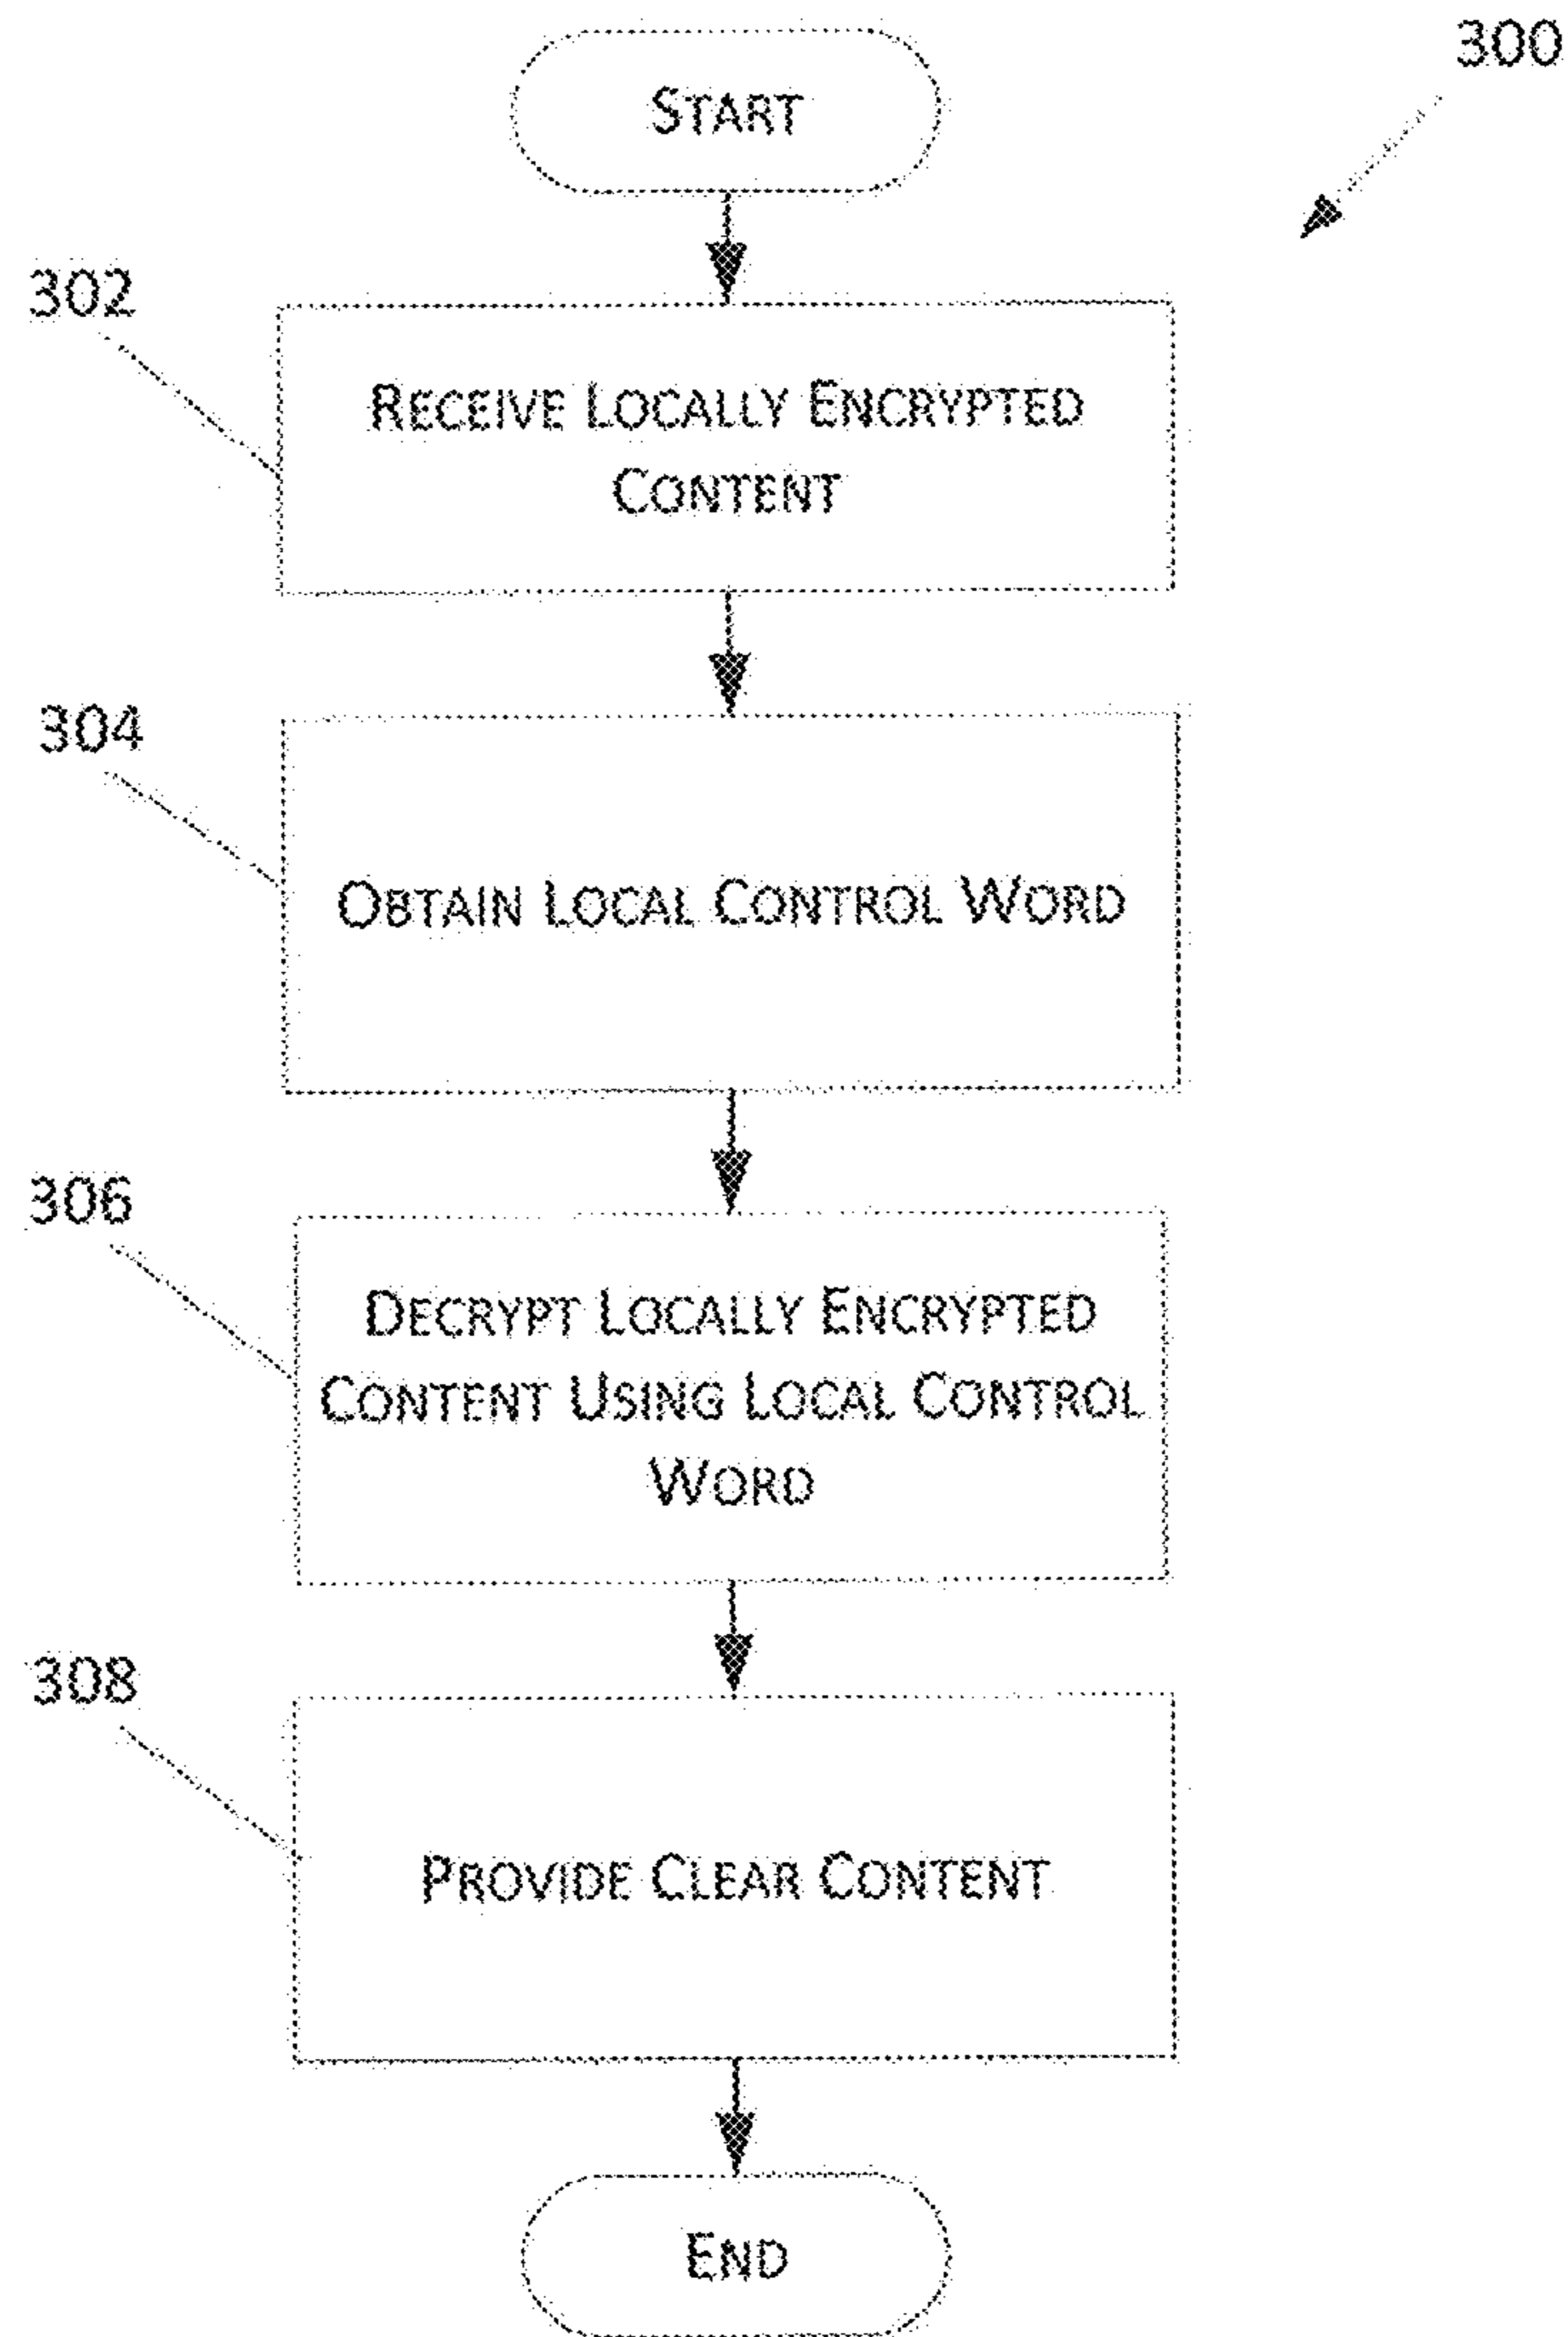 START
300
302
RECEIVE LOCALLY ENCRYPTED
CONTENT
304
OBTAIN LOCAL CONTROL WORD
306
DECRYPT LOCALLY ENCRYPTED
CONTENT USING LOCAL CONTROL
WORD
308
PROVIDE CLEAR CONTENT
END